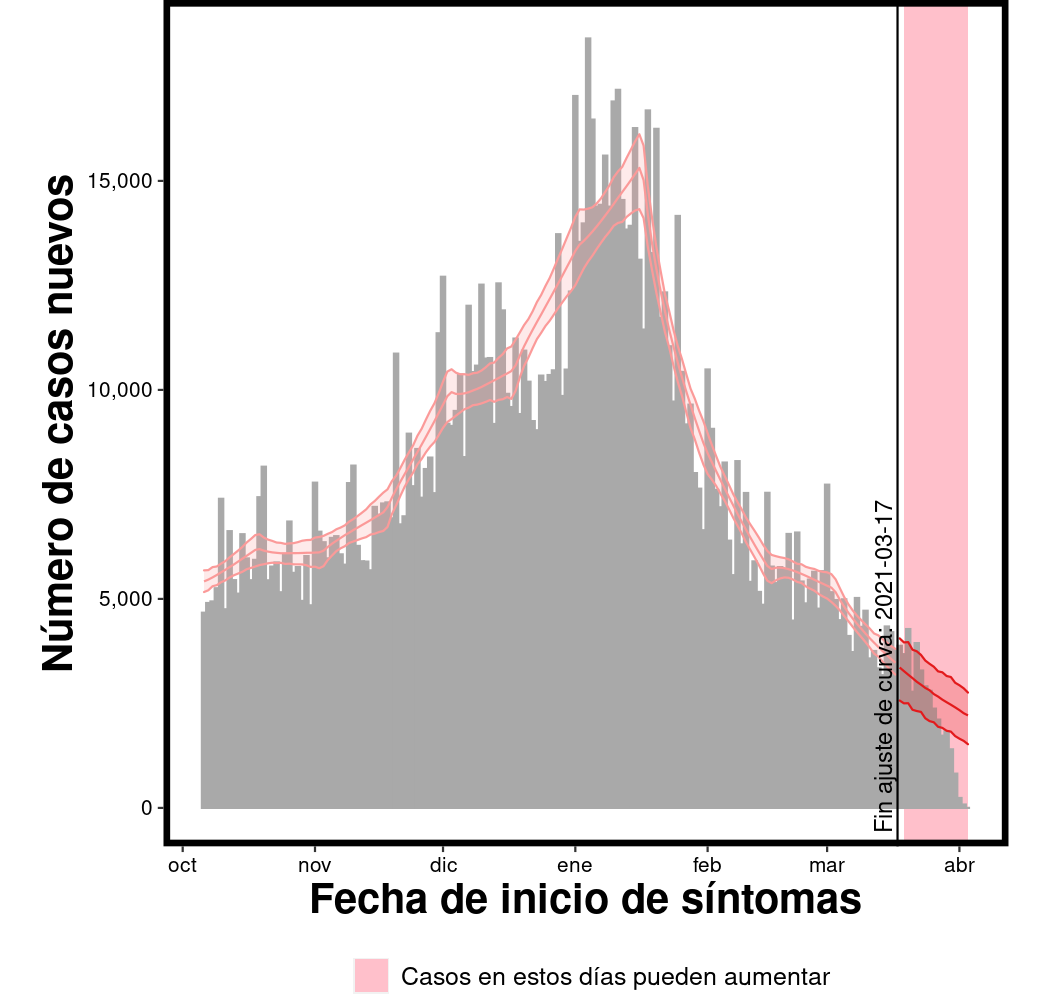 Número de casos nuevos
15,000
10,000
5,000
0
Fin ajuste de curva: 2021-03-17
oct nov dic ene feb mar abr
Fecha de inicio de síntomas
Casos en estos días pueden aumentar